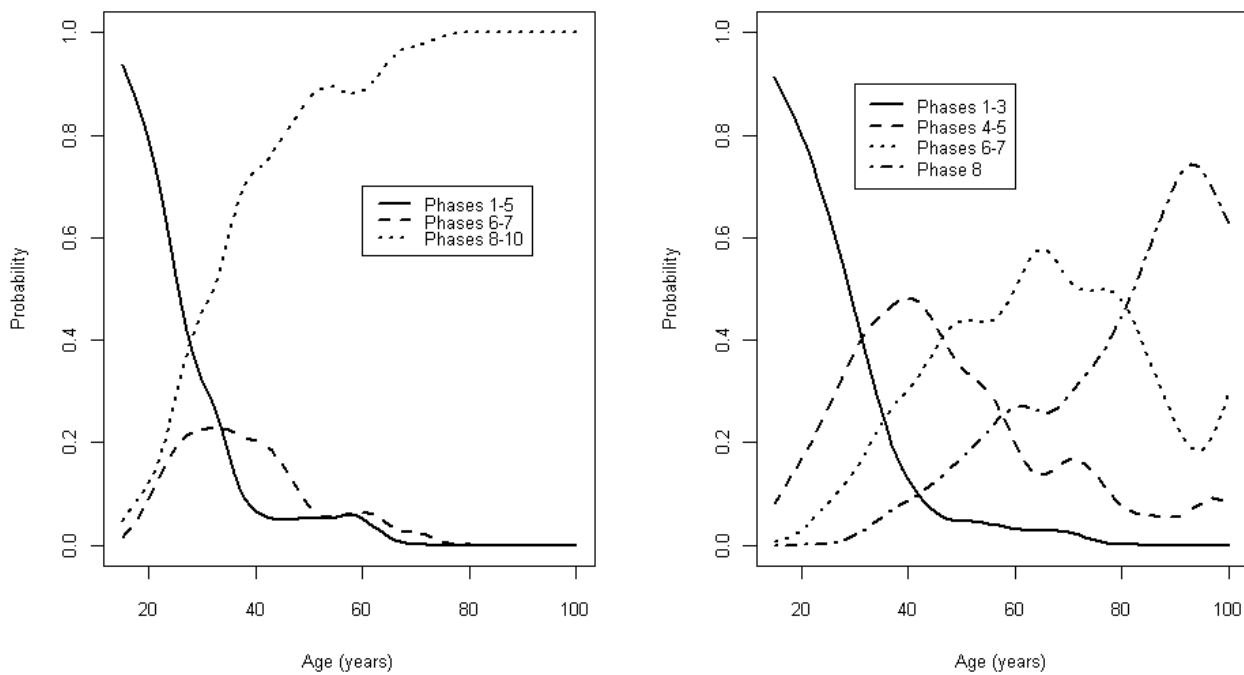 1.0
0.8
0.6
0.4
0.2
0.0
Probability
Phases 1-5
Phases 6-7
Phases 8-10
20 40 60 80 100
Age (years)
1.0
0.8
0.6
0.4
0.2
0.0
Probability
Phases 1-3
Phases 4-5
Phases 6-7
Phase 8
20 40 60 80 100
Age (years)